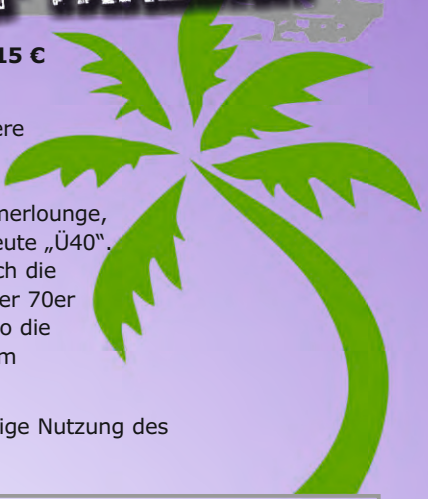 15 €
ere
nerlounge,
eute „Ü40“.
ch die
er 70er
o die
m
ige Nutzung des